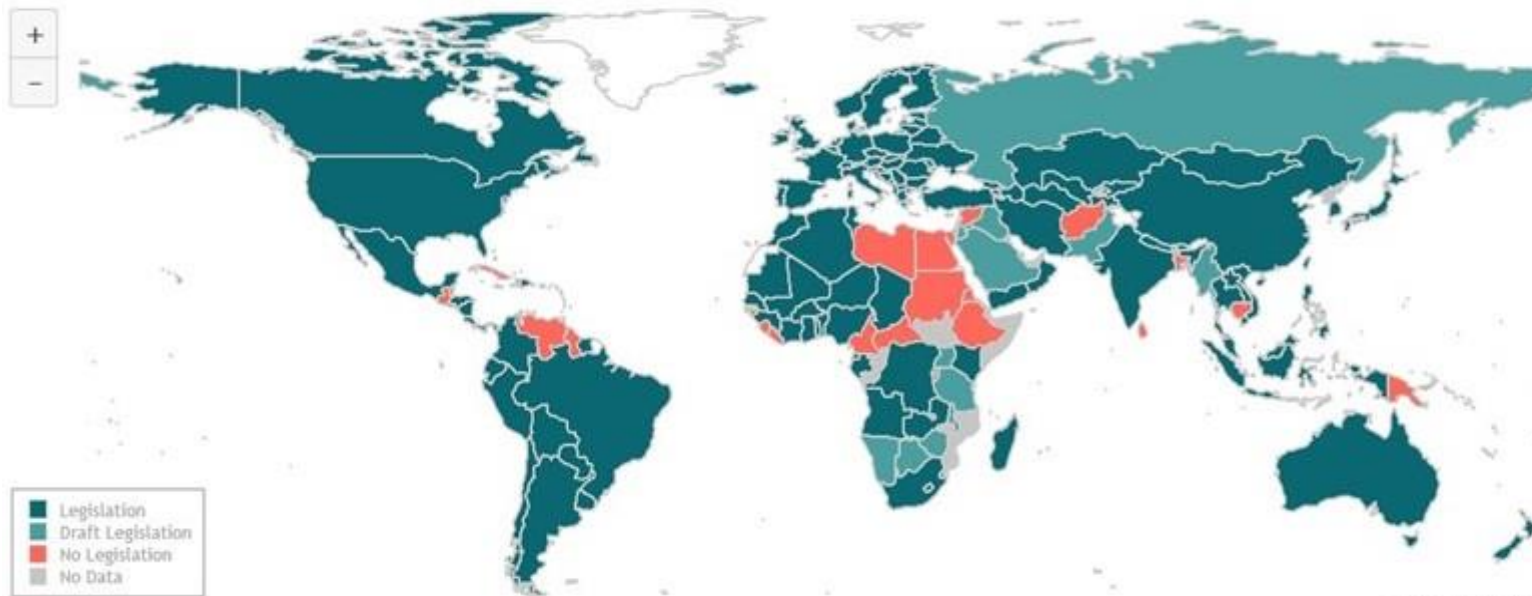 +
−
Legislation
Draft Legislation
No Legislation
No Data